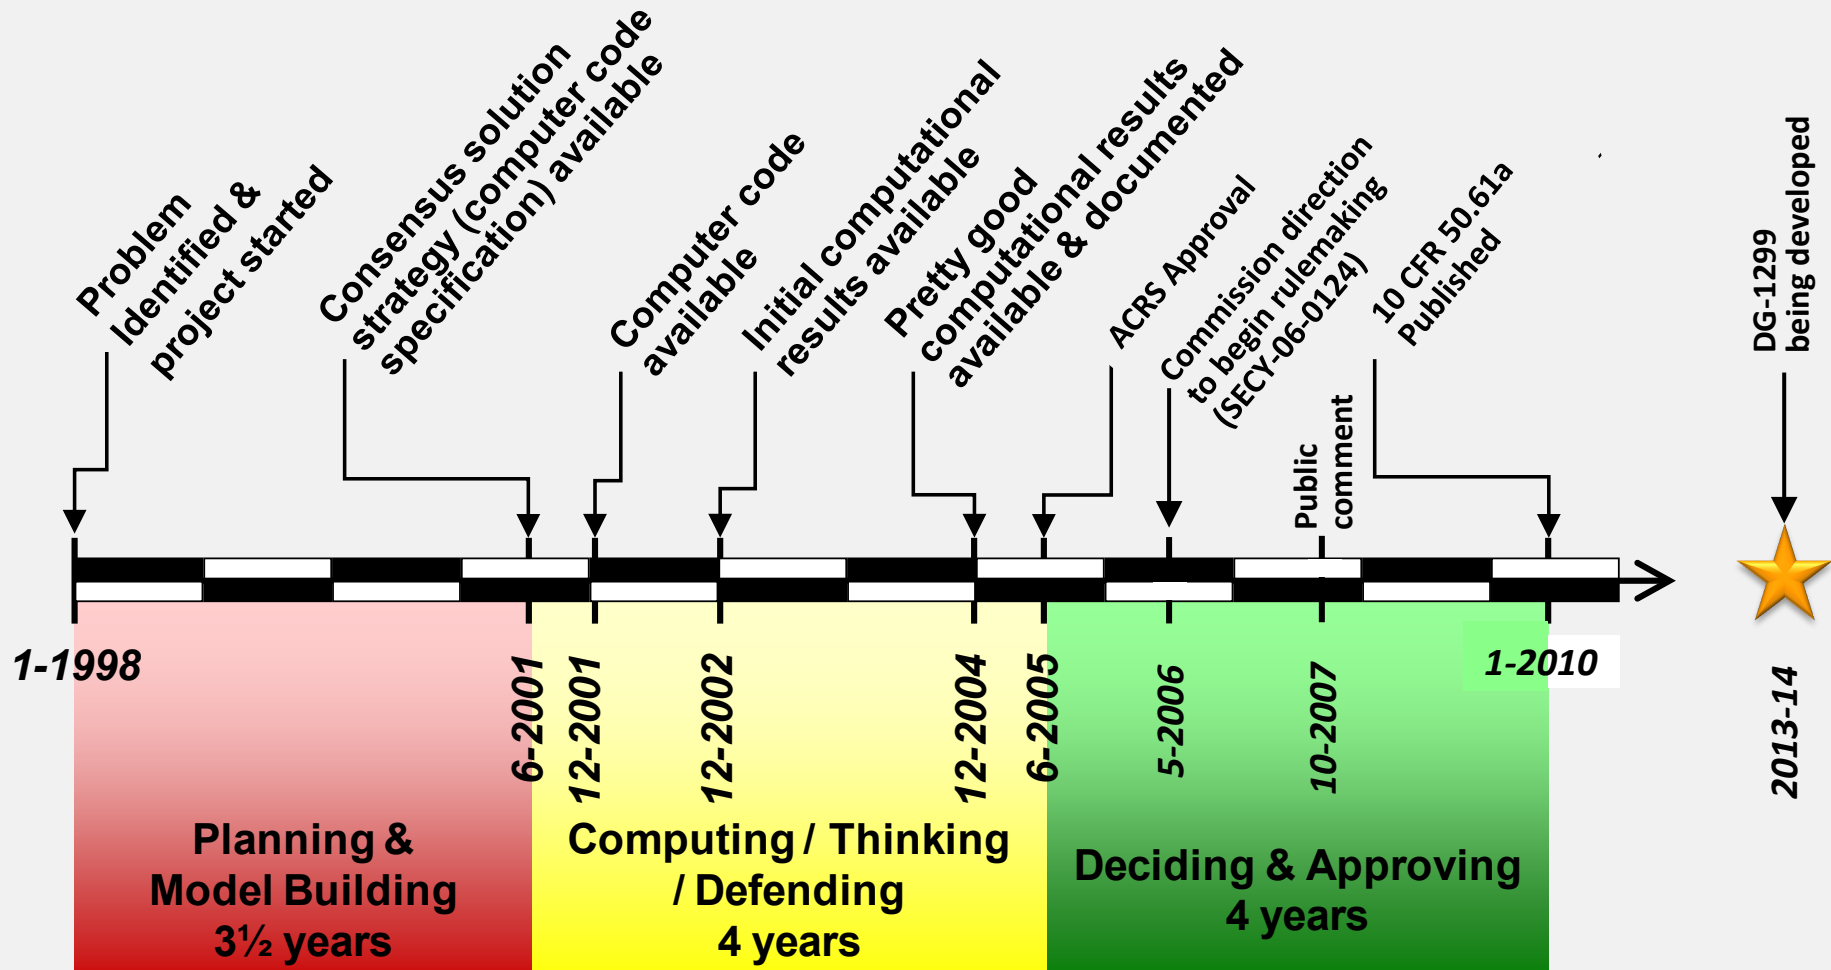 Problem
Identified &
project started
Consensus solution
strategy (computer code
specification) available
Computer code
available
Initial computational
results available
Pretty good
computational results
available & documented
ACRS Approval
Commission direction
to begin rulemaking
(SECY-06-0124)
Public
comment
10 CFR 50.61a
Published
DG-1299
being developed
1-1998
6-2001
12-2001
12-2002
12-2004
6-2005
5-2006
10-2007
1-2010
2013-14
Planning &
Model Building
3½ years
Computing / Thinking
/ Defending
4 years
Deciding & Approving
4 years